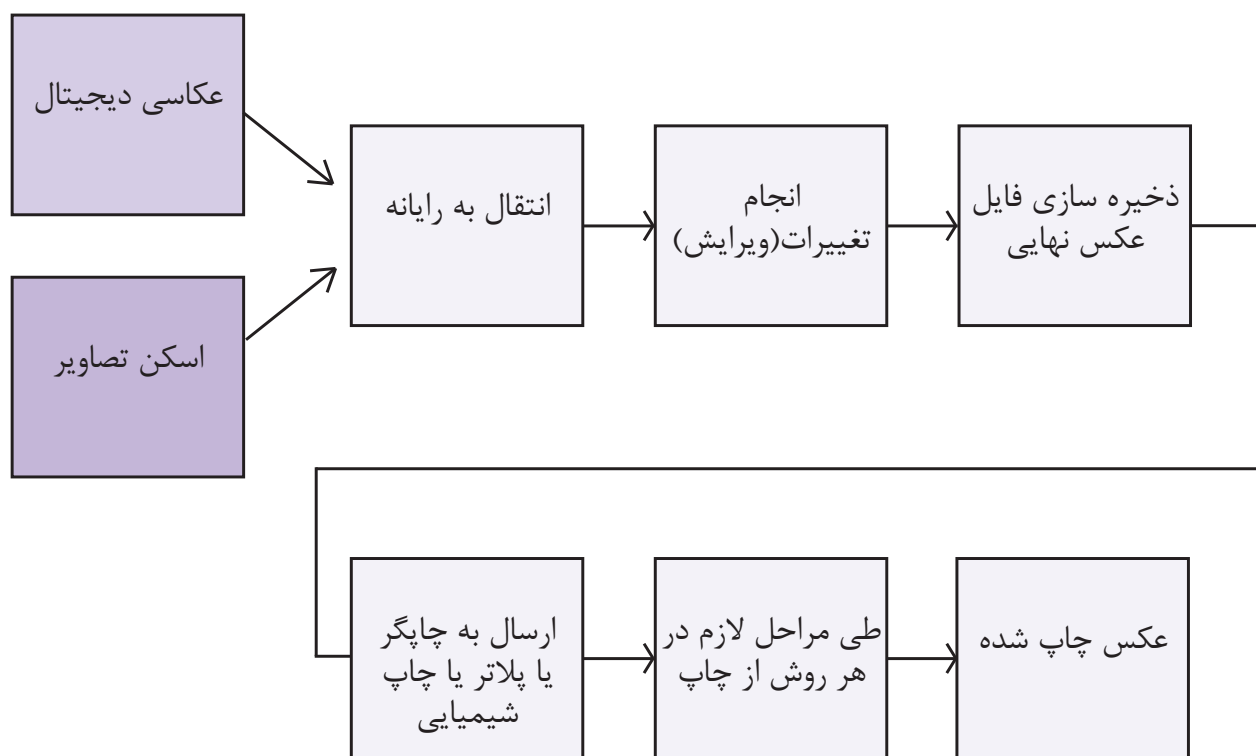 عکاسی دیجیتال
اسکن تصاویر
انتقال به رایانه
انجام
تغییرات(ویرایش)
ذخیره سازی فایل
عکس نهایی
ارسال به چاپگر
یا پلاتر یا چاپ
شیمیایی
طی مراحل لازم در
هر روش از چاپ
عکس چاپ شده